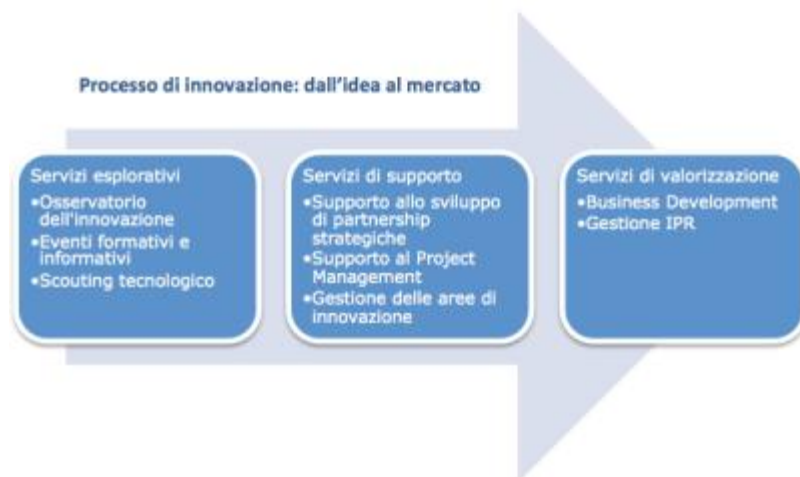 Processo di innovazione: dall'idea al mercato
Servizi esplorativi
•Osservatorio
dell'innovazione
•Eventi formativi e
informativi
•Scouting tecnologico
Servizi di supporto
•Supporto allo sviluppo
di partnership
strategiche
•Supporto al Project
Management
•Gestione delle aree di
innovazione
Servizi di valorizzazione
•Business Development
•Gestione IPR